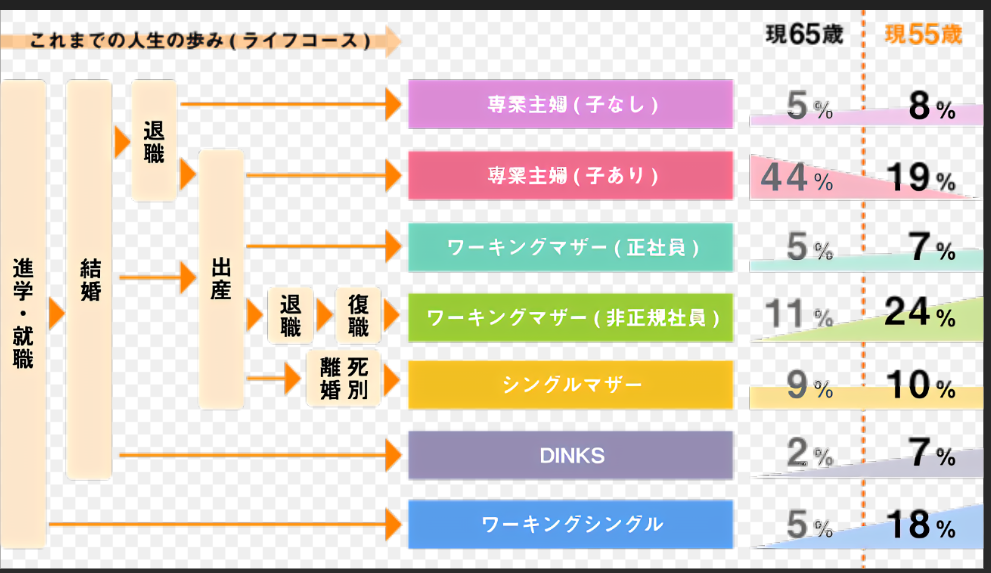 これまでの人生の歩み(ライフコース)
現65歳
現55歳
進学・就職
結婚
退職
出産
退職
復職
離婚
死別
専業主婦(子なし)
5%
8%
専業主婦(子あり)
44%
19%
ワーキングマザー(正社員)
5%
7%
ワーキングマザー(非正規社員)
11%
24%
シングルマザー
9%
10%
DINKS
2%
7%
ワーキングシングル
5%
18%